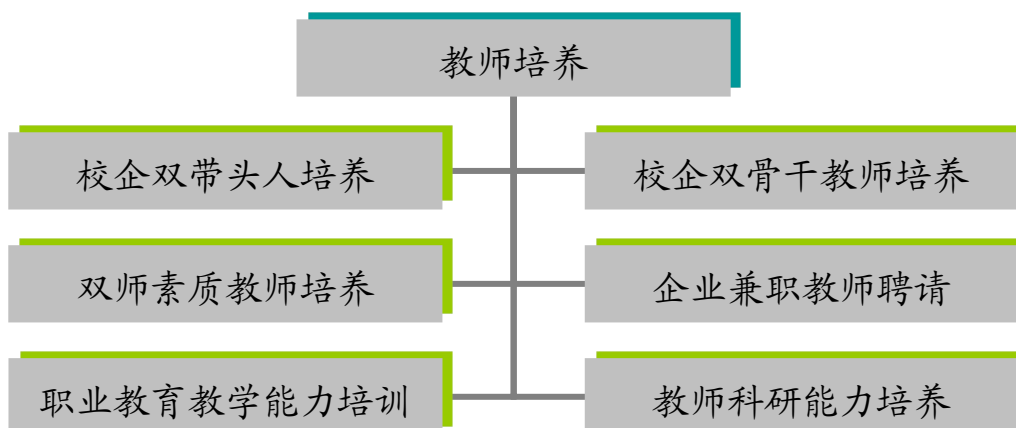 教师培养
校企双带头人培养
校企双骨干教师培养
双师素质教师培养
企业兼职教师聘请
职业教育教学能力培训
教师科研能力培养